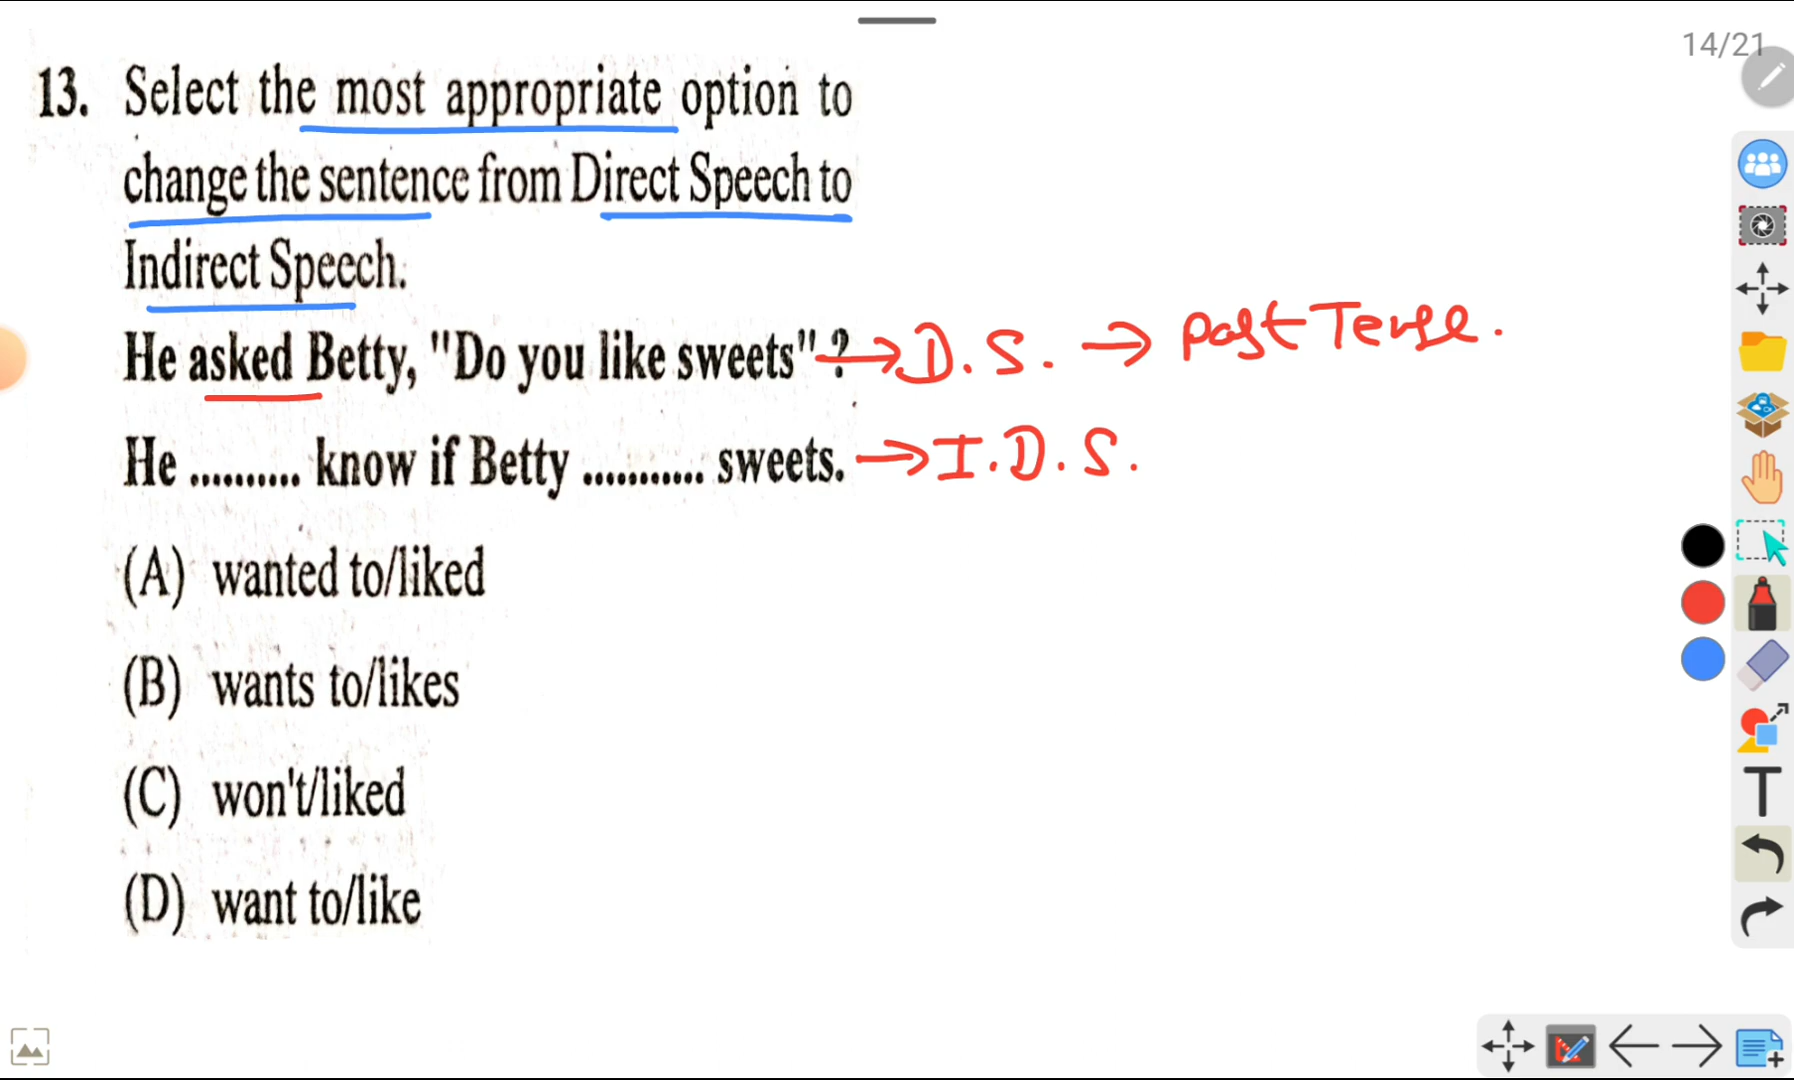 14/21
13. Select the most appropriate option to
change the sentence from Direct Speech to
Indirect Speech.
He asked Betty, "Do you like sweets"? → D.S. → Past Tense.
He .......... know if Betty ........... sweets. → I.D.S.
(A) wanted to/liked
(B) wants to/likes
(C) won't/liked
(D) want to/like
T